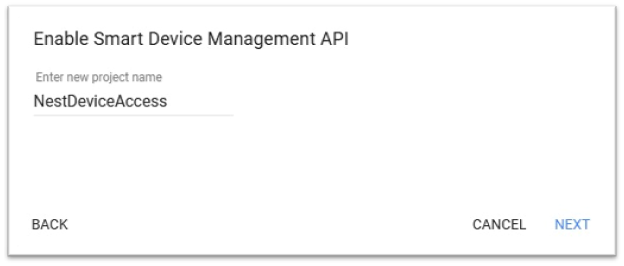 Enable Smart Device Management API
Enter new project name
NestDeviceAccess
BACK CANCEL NEXT